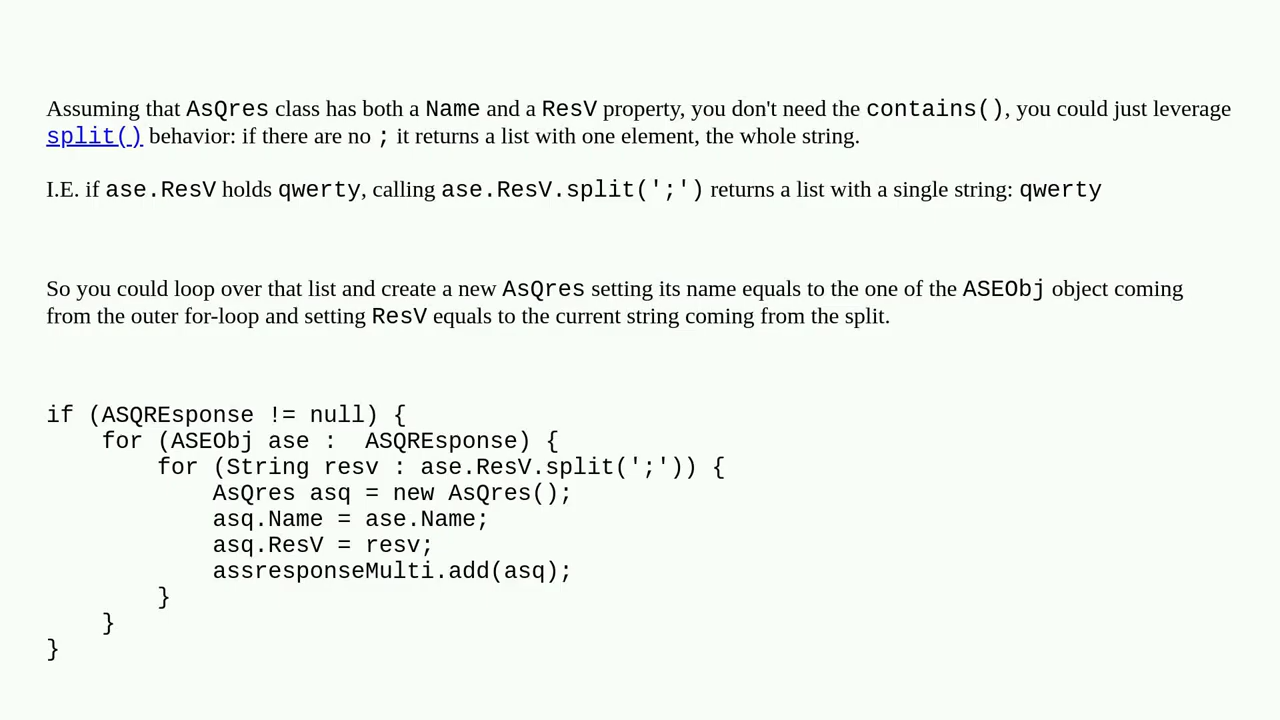 Assuming that AsQres class has both a Name and a ResV property, you don't need the contains(), you could just leverage
split() behavior: if there are no ; it returns a list with one element, the whole string.
I.E. if ase.ResV holds qwerty, calling ase.ResV.split(';') returns a list with a single string: qwerty
So you could loop over that list and create a new AsQres setting its name equals to the one of the ASEObj object coming
from the outer for-loop and setting ResV equals to the current string coming from the split.
if (ASQREsponse != null) {
    for (ASEObj ase :  ASQREsponse) {
        for (String resv : ase.ResV.split(';')) {
            AsQres asq = new AsQres();
            asq.Name = ase.Name;
            asq.ResV = resv;
            assresponseMulti.add(asq);
        }
    }
}